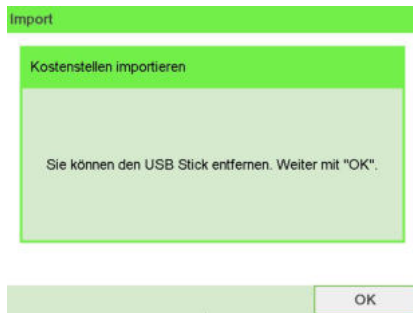 Import
Kostenstellen importieren
Sie können den USB Stick entfernen. Weiter mit "OK".
OK